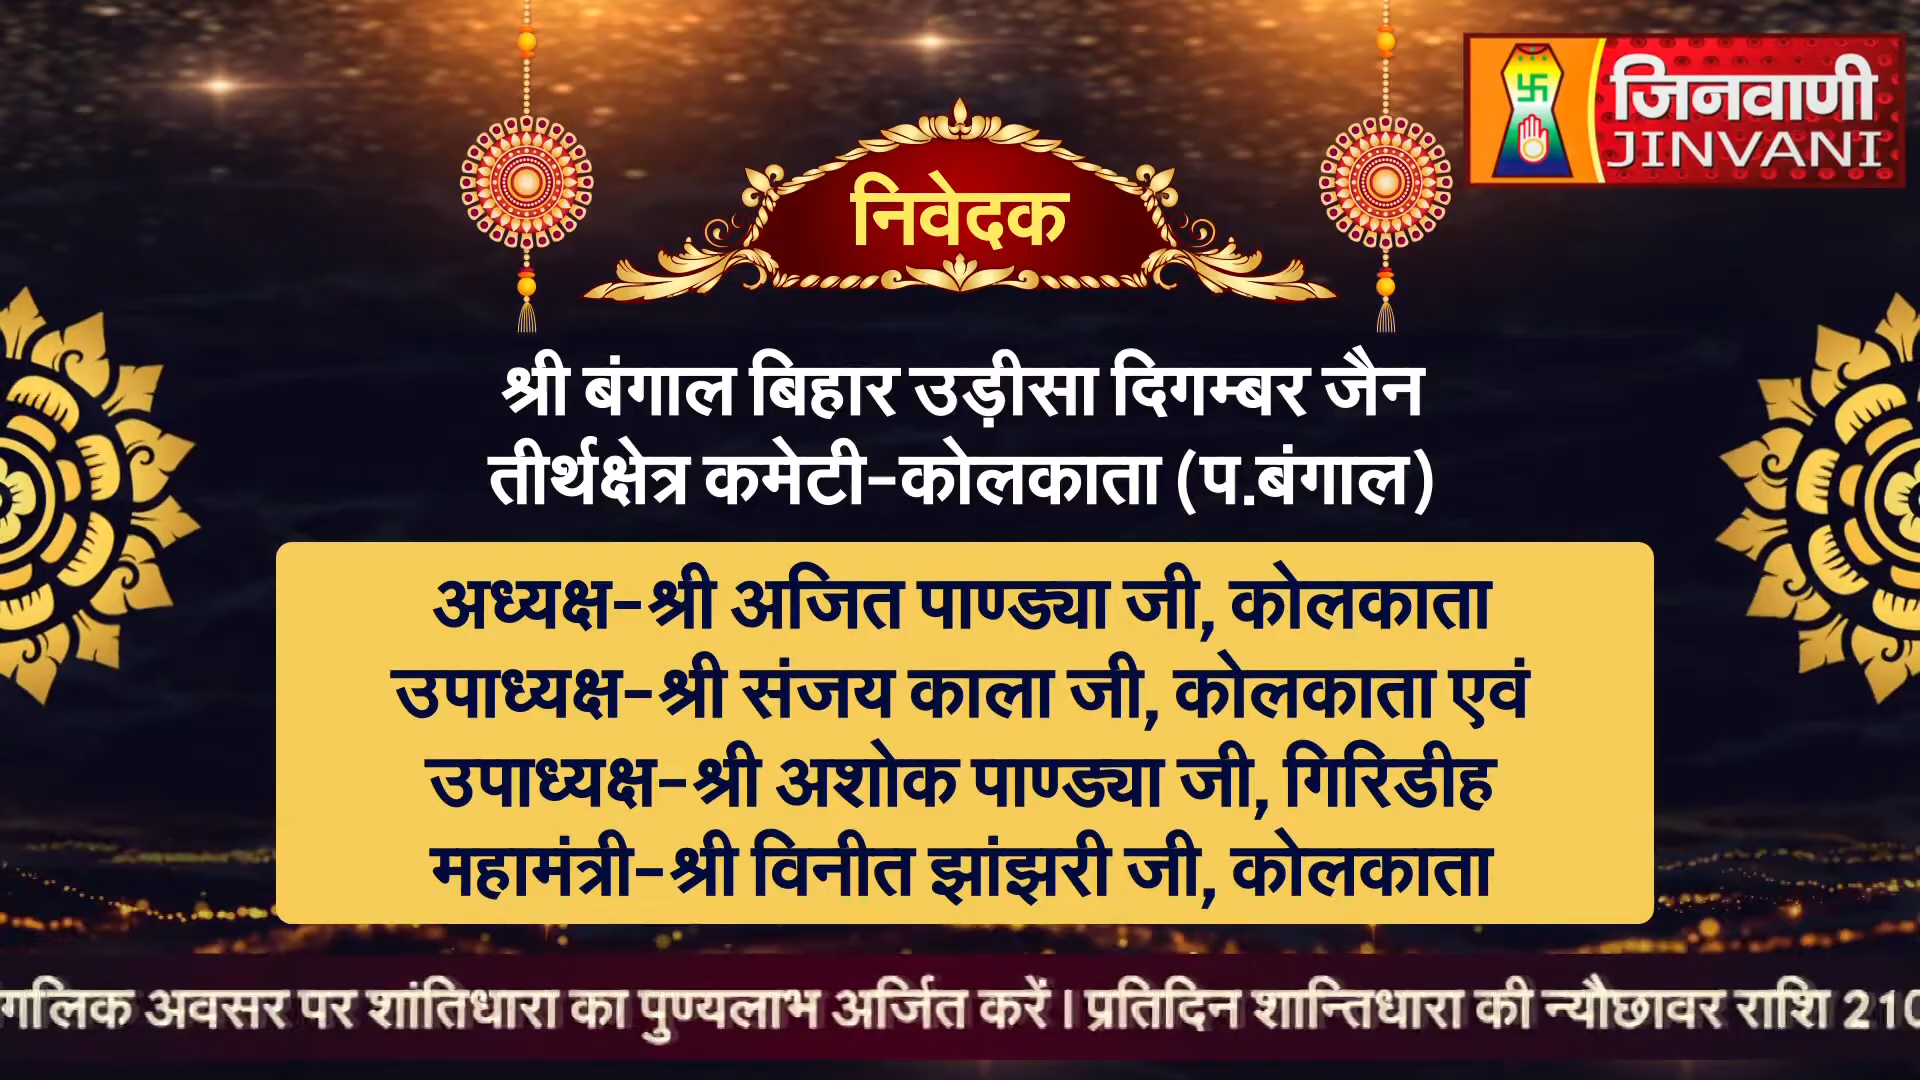 जिनवाणी
JINVANI
निवेदक
श्री बंगाल बिहार उड़ीसा दिगम्बर जैन
तीर्थक्षेत्र कमेटी-कोलकाता (प.बंगाल)
अध्यक्ष-श्री अजित पाण्ड्या जी, कोलकाता
उपाध्यक्ष-श्री संजय काला जी, कोलकाता एवं
उपाध्यक्ष-श्री अशोक पाण्ड्या जी, गिरिडीह
महामंत्री-श्री विनीत झांझरी जी, कोलकाता
अवसर पर शांतिधारा का पुण्यलाभ अर्जित करें । प्रतिदिन शान्तिधारा की न्यौछावर राशि